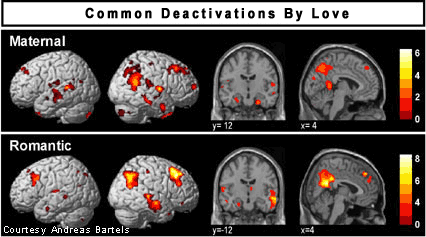 Common Deactivations By Love
Maternal
6
4
2
0
y= 12
x= 4
Romantic
8
6
4
2
0
y=-12
x=4
Courtesy Andreas Bartels